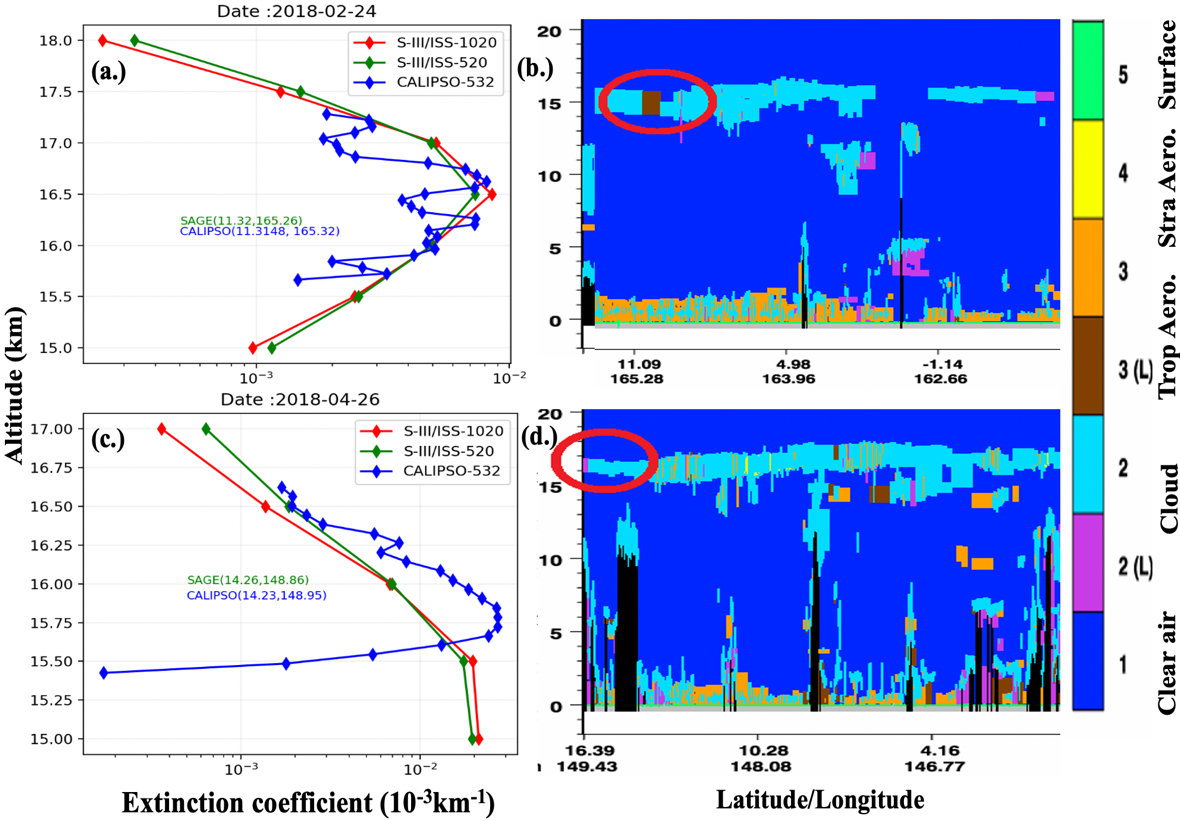 Date :2018-02-24
(a.)
S-III/ISS-1020
S-III/ISS-520
CALIPSO-532
18.0
17.5
17.0
16.5
16.0
15.5
15.0
SAGE(11.32,165.26)
CALIPSO(11.3148, 165.32)
10⁻³
10⁻²
(b.)
20
15
10
5
0
11.09
4.98
-1.14
165.28
163.96
162.66
Date :2018-04-26
(c.)
S-III/ISS-1020
S-III/ISS-520
CALIPSO-532
17.00
16.75
16.50
16.25
16.00
15.75
15.50
15.25
15.00
SAGE(14.26,148.86)
CALIPSO(14.23,148.95)
10⁻³
10⁻²
(d.)
20
15
10
5
0
16.39
10.28
4.16
149.43
148.08
146.77
Altitude (km)
Extinction coefficient (10⁻³km⁻¹)
Latitude/Longitude
5
4
3
3 (L)
2
2 (L)
1
Surface
Stra Aero.
Trop Aero.
Cloud
Clear air